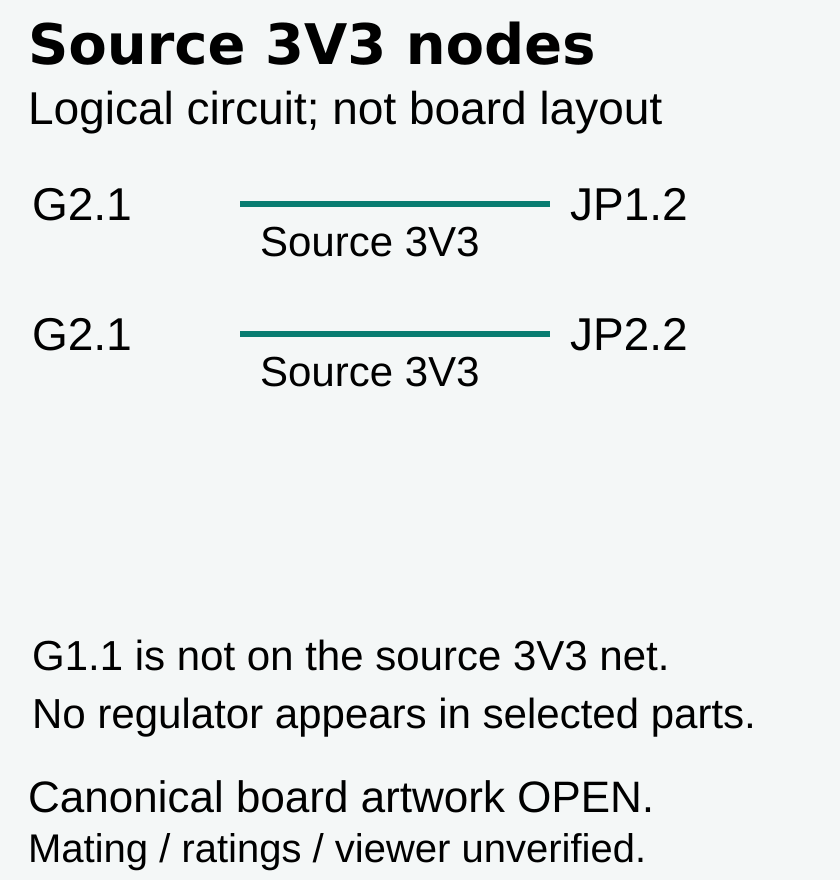 Source 3V3 nodes
Logical circuit; not board layout
G2.1 JP1.2
Source 3V3
G2.1 JP2.2
Source 3V3
G1.1 is not on the source 3V3 net.
No regulator appears in selected parts.
Canonical board artwork OPEN.
Mating / ratings / viewer unverified.